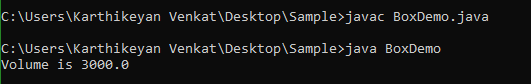 C:\Users\Karthikeyan Venkat\Desktop\Sample>javac BoxDemo.java
C:\Users\Karthikeyan Venkat\Desktop\Sample>java BoxDemo
Volume is 3000.0